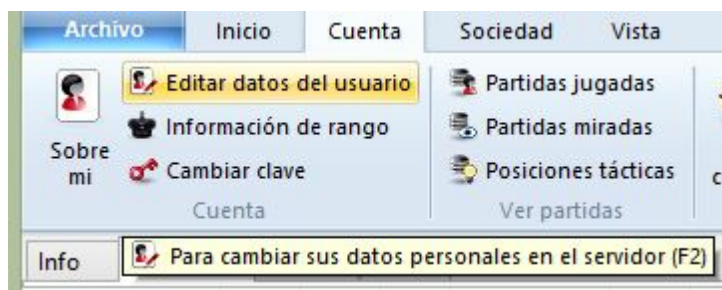 Archivo Inicio Cuenta Sociedad Vista
Editar datos del usuario
Información de rango
Cambiar clave
Sobre
mi
Cuenta
Partidas jugadas
Partidas miradas
Posiciones tácticas
Ver partidas
Info
Para cambiar sus datos personales en el servidor (F2)